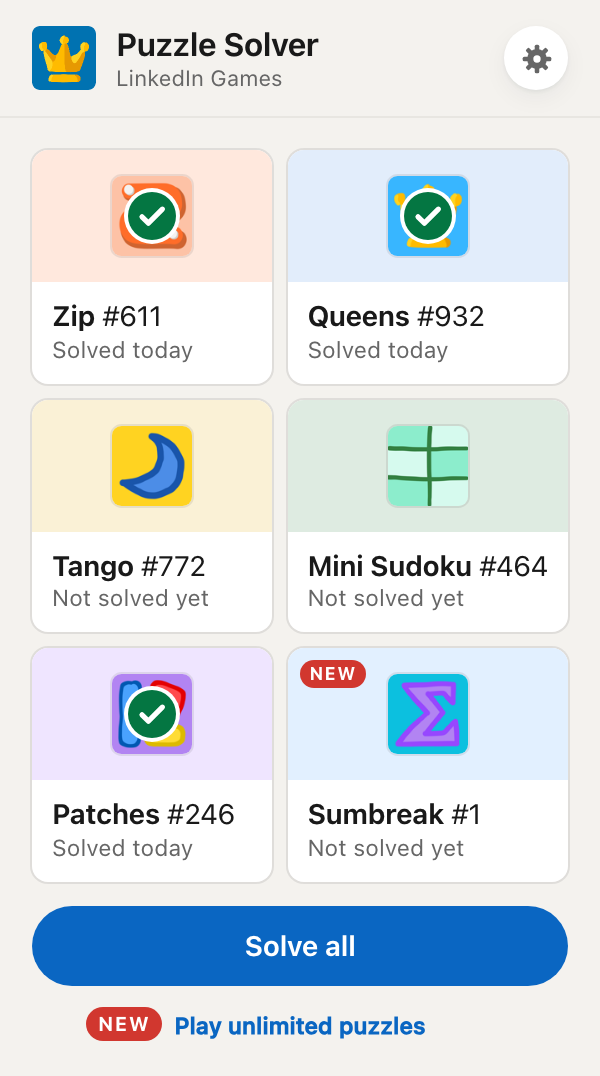 Puzzle Solver
LinkedIn Games
Zip #611
Solved today
Queens #932
Solved today
Tango #772
Not solved yet
Mini Sudoku #464
Not solved yet
Patches #246
Solved today
NEW
Sumbreak #1
Not solved yet
Solve all
NEW Play unlimited puzzles